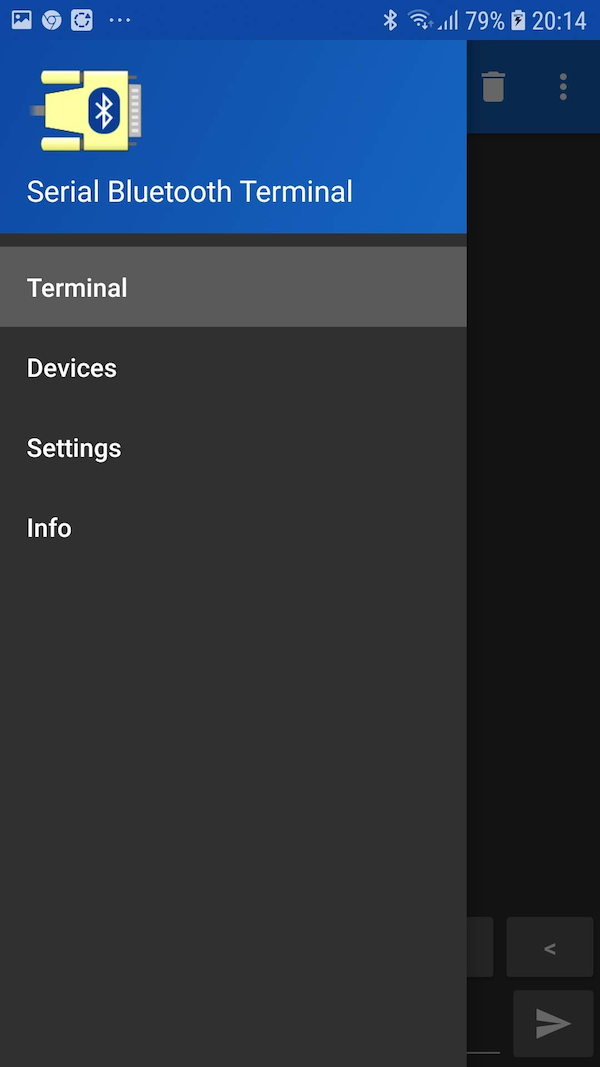 79% 20:14
Serial Bluetooth Terminal
Terminal
Devices
Settings
Info
<